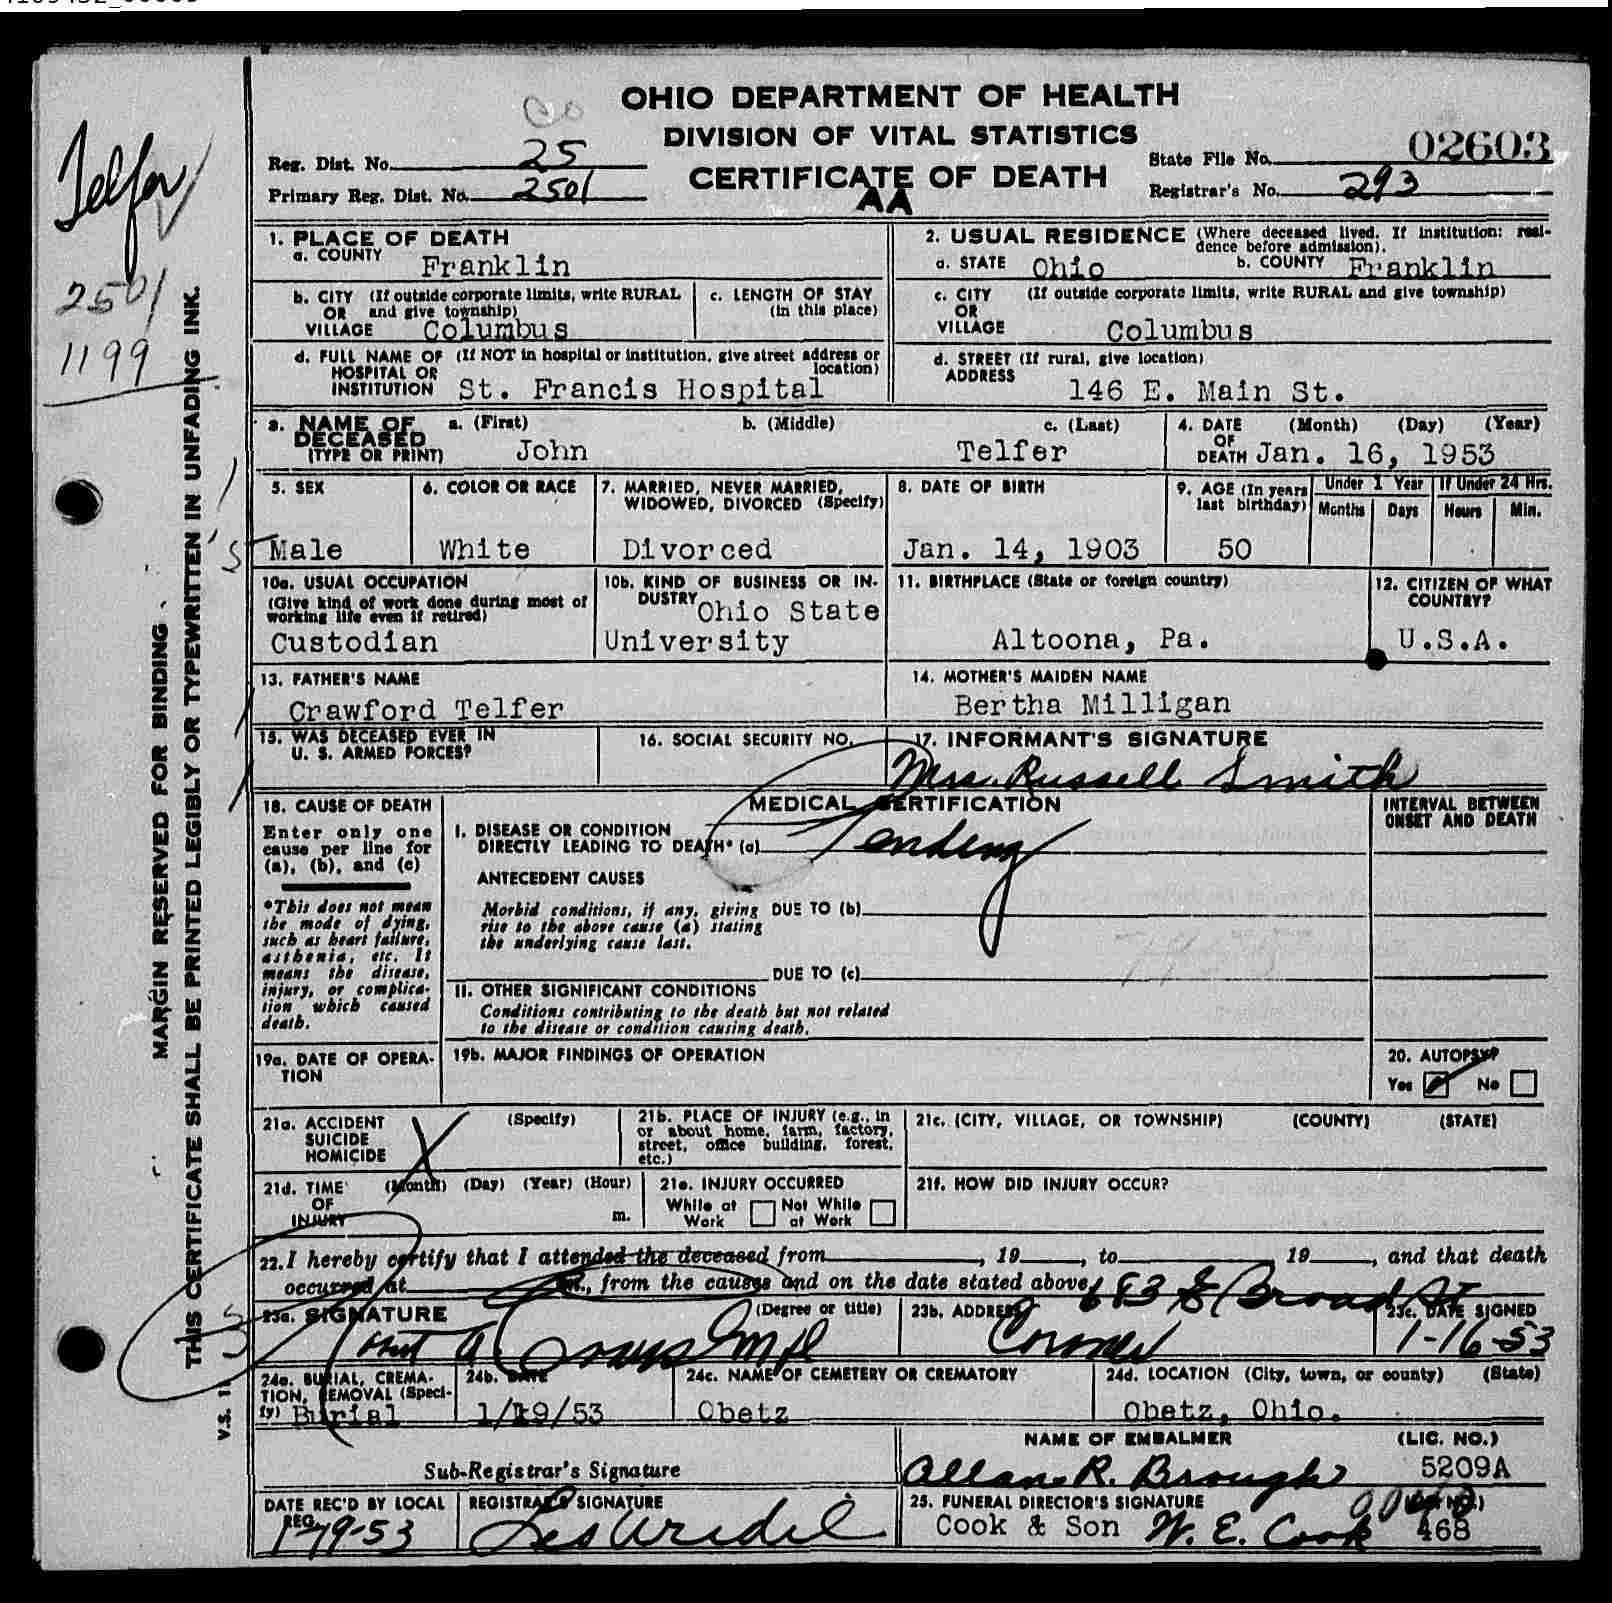 OHIO DEPARTMENT OF HEALTH
DIVISION OF VITAL STATISTICS
CERTIFICATE OF DEATH
AA
Reg. Dist. No. 25
Primary Reg. Dist. No. 2501
State File No. 02603
Registrar's No. 293
Telfer
2501
1199
MARGIN RESERVED FOR BINDING
THIS CERTIFICATE SHALL BE PRINTED LEGIBLY OR TYPEWRITTEN IN UNFADING INK.
1. PLACE OF DEATH
a. COUNTY Franklin
b. CITY (If outside corporate limits, write RURAL
OR and give township)
VILLAGE Columbus
c. LENGTH OF STAY
(in this place)
d. FULL NAME OF (If NOT in hospital or institution, give street address or
HOSPITAL OR location)
INSTITUTION St. Francis Hospital
2. USUAL RESIDENCE (Where deceased lived. If institution: resi-
dence before admission).
a. STATE Ohio b. COUNTY Franklin
c. CITY (If outside corporate limits, write RURAL and give township)
OR
VILLAGE Columbus
d. STREET (If rural, give location)
ADDRESS 146 E. Main St.
3. NAME OF a. (First) b. (Middle) c. (Last)
DECEASED
(TYPE OR PRINT) John Telfer
4. DATE (Month) (Day) (Year)
OF
DEATH Jan. 16, 1953
5. SEX
Male
6. COLOR OR RACE
White
7. MARRIED, NEVER MARRIED,
WIDOWED, DIVORCED (Specify)
Divorced
8. DATE OF BIRTH
Jan. 14, 1903
9. AGE (In years
last birthday)
50
Under 1 Year
Months Days
If Under 24 Hrs.
Hours Min.
10a. USUAL OCCUPATION
(Give kind of work done during most of
working life even if retired)
Custodian
10b. KIND OF BUSINESS OR IN-
DUSTRY Ohio State
University
11. BIRTHPLACE (State or foreign country)
Altoona, Pa.
12. CITIZEN OF WHAT
COUNTRY?
U.S.A.
13. FATHER'S NAME
Crawford Telfer
14. MOTHER'S MAIDEN NAME
Bertha Milligan
15. WAS DECEASED EVER IN
U. S. ARMED FORCES?
16. SOCIAL SECURITY NO.
17. INFORMANT'S SIGNATURE
Mrs. Russell Smith
18. CAUSE OF DEATH
Enter only one
cause per line for
(a), (b), and (c)
*This does not mean
the mode of dying,
such as heart failure,
asthenia, etc. It
means the disease,
injury, or complica-
tion which caused
death.
MEDICAL CERTIFICATION
I. DISEASE OR CONDITION
DIRECTLY LEADING TO DEATH* (a) Pending
ANTECEDENT CAUSES
Morbid conditions, if any, giving DUE TO (b)
rise to the above cause (a) stating
the underlying cause last.
DUE TO (c)
II. OTHER SIGNIFICANT CONDITIONS
Conditions contributing to the death but not related
to the disease or condition causing death.
INTERVAL BETWEEN
ONSET AND DEATH
19a. DATE OF OPERA-
TION
19b. MAJOR FINDINGS OF OPERATION
20. AUTOPSY?
Yes No
21a. ACCIDENT (Specify)
SUICIDE
HOMICIDE
21b. PLACE OF INJURY (e.g., in
or about home, farm, factory,
street, office building, forest,
etc.)
21c. (CITY, VILLAGE, OR TOWNSHIP) (COUNTY) (STATE)
21d. TIME (Month) (Day) (Year) (Hour)
OF
INJURY m.
21e. INJURY OCCURRED
While at Not While
Work at Work
21f. HOW DID INJURY OCCUR?
22. I hereby certify that I attended the deceased from , 19 , to 19 , and that death
occurred at m., from the causes and on the date stated above.
23a. SIGNATURE (Degree or title)
23b. ADDRESS 683 E Broad St
Coroner
23c. DATE SIGNED
1-16-53
24a. BURIAL, CREMA-
TION, REMOVAL (Speci-
fy) Burial
24b. DATE
1/19/53
24c. NAME OF CEMETERY OR CREMATORY
Obetz
24d. LOCATION (City, town, or county) (State)
Obetz, Ohio.
Sub-Registrar's Signature
NAME OF EMBALMER (LIC. NO.)
Allan R. Brough 5209A
DATE REC'D BY LOCAL
REG.
1-19-53
REGISTRAR'S SIGNATURE
25. FUNERAL DIRECTOR'S SIGNATURE
Cook & Son W. E. Cook 468